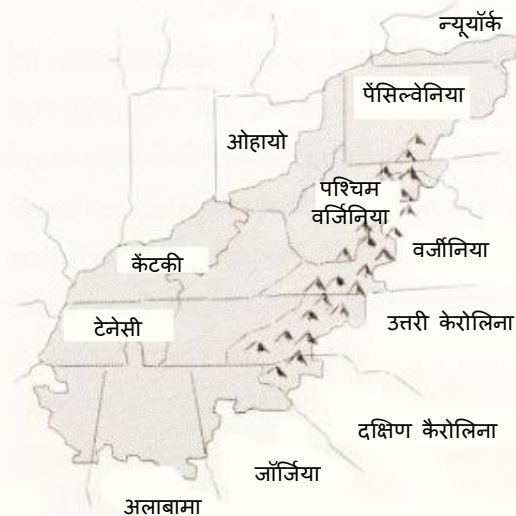 न्यूयॉर्क
पेंसिल्वेनिया
ओहायो
पश्चिम
वर्जिनिया
वर्जीनिया
केंटकी
टेनेसी
उत्तरी केरोलिना
दक्षिण कैरोलिना
जॉर्जिया
अलाबामा